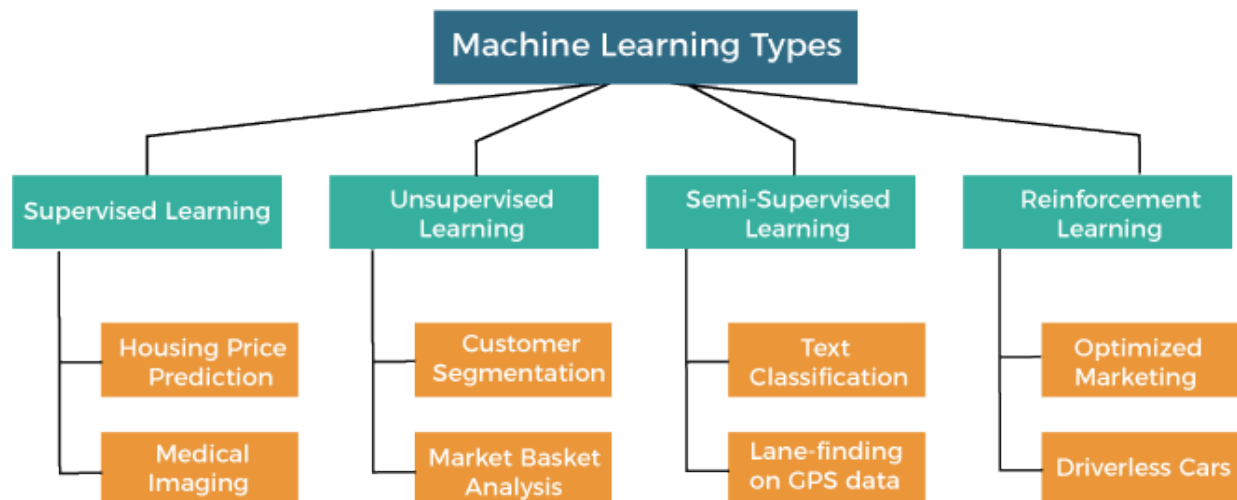 Machine Learning Types
Supervised Learning
Unsupervised
Learning
Semi-Supervised
Learning
Reinforcement
Learning
Housing Price
Prediction
Customer
Segmentation
Text
Classification
Optimized
Marketing
Medical
Imaging
Market Basket
Analysis
Lane-finding
on GPS data
Driverless Cars